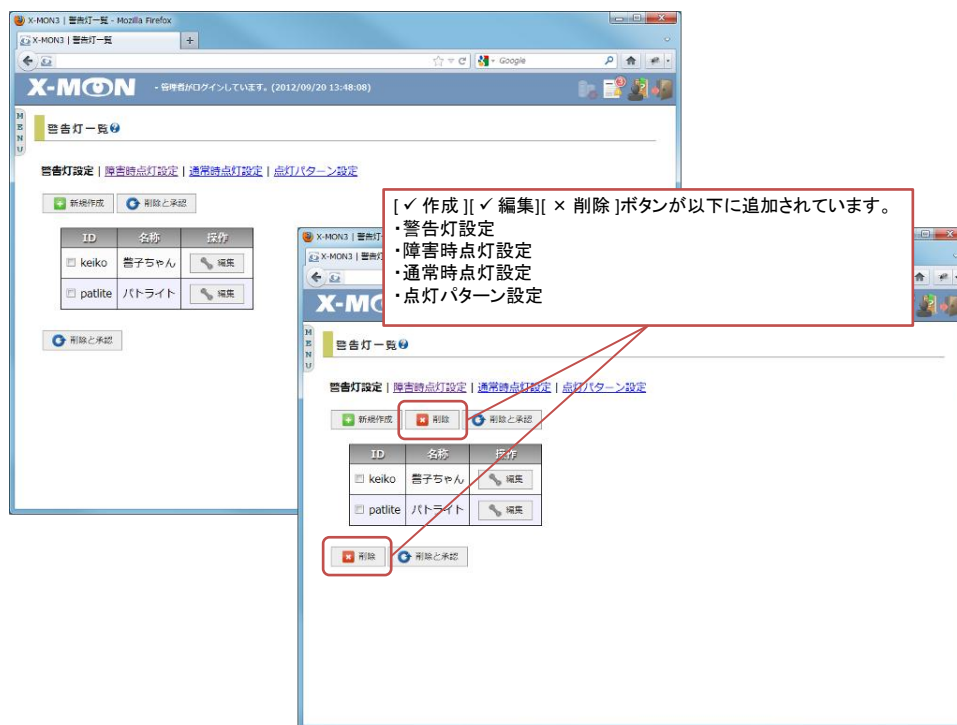 X-MON3 | 警告灯一覧 - Mozilla Firefox
X-MON3 | 警告灯一覧
Google
X-MON - 管理者がログインしています。(2012/09/20 13:48:08)
MENU
警告灯一覧
警告灯設定 | 障害時点灯設定 | 通常時点灯設定 | 点灯パターン設定
新規作成 削除と承認
ID 名称 操作
keiko 警子ちゃん 編集
patlite パトライト 編集
削除と承認
[ ✓ 作成 ][ ✓ 編集][ × 削除 ]ボタンが以下に追加されています。
・警告灯設定
・障害時点灯設定
・通常時点灯設定
・点灯パターン設定
X-MON3 | 警告灯
X-MON3 |
MENU
警告灯一覧
警告灯設定 | 障害時点灯設定 | 通常時点灯設定 | 点灯パターン設定
新規作成 削除 削除と承認
ID 名称 操作
keiko 警子ちゃん 編集
patlite パトライト 編集
削除 削除と承認